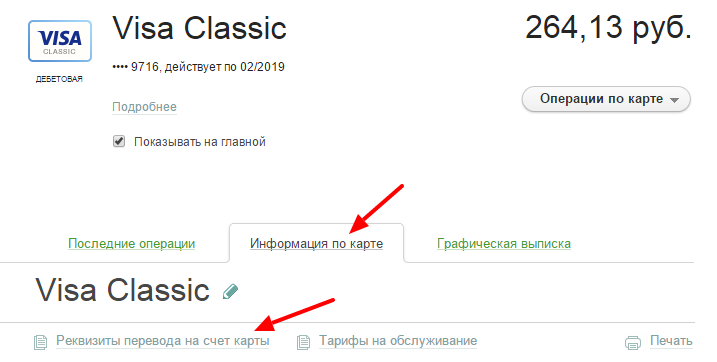 VISA
CLASSIC
ДЕБЕТОВАЯ
Visa Classic
264,13 руб.
•••• 9716, действует по 02/2019
Подробнее
Операции по карте
Показывать на главной
Последние операции
Информация по карте
Графическая выписка
Visa Classic
Реквизиты перевода на счет карты
Тарифы на обслуживание
Печать